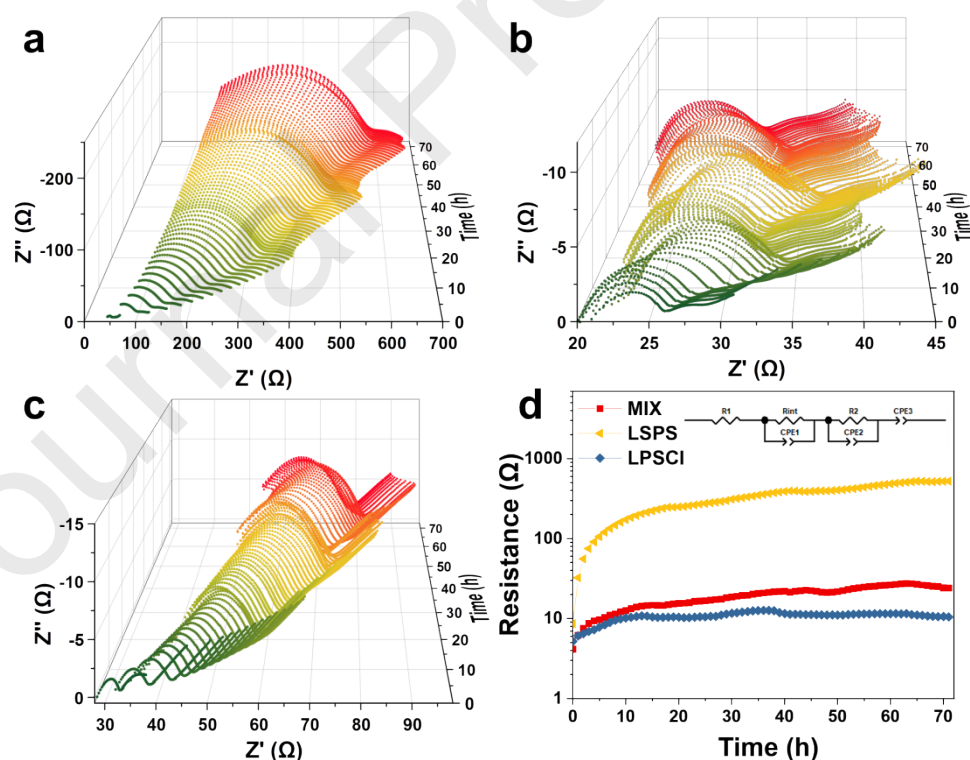 Journal Pre
a
Z'' (Ω)
-200
-100
0
0 100 200 300 400 500 600 700
Z' (Ω)
70
60
50
40
30
20
10
0
Time (h)
b
Z'' (Ω)
-10
-5
0
20 25 30 35 40 45
Z' (Ω)
70
60
50
40
30
20
10
0
Time (h)
c
Z'' (Ω)
-15
-10
-5
0
30 40 50 60 70 80 90
Z' (Ω)
70
60
50
40
30
20
10
0
Time (h)
d
MIX
LSPS
LPSCl
R1 Rint R2 CPE3
CPE1 CPE2
Resistance (Ω)
1000
100
10
1
0 10 20 30 40 50 60 70
Time (h)